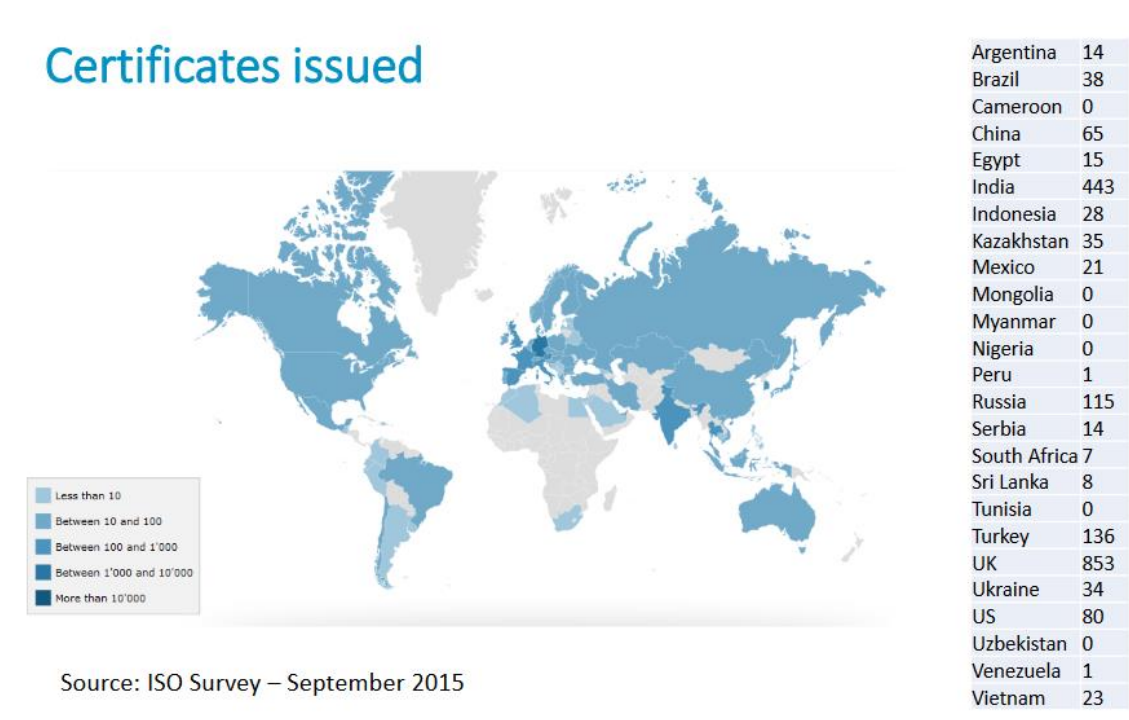 Certificates issued
Less than 10
Between 10 and 100
Between 100 and 1'000
Between 1'000 and 10'000
More than 10'000
Source: ISO Survey – September 2015
Argentina 14
Brazil 38
Cameroon 0
China 65
Egypt 15
India 443
Indonesia 28
Kazakhstan 35
Mexico 21
Mongolia 0
Myanmar 0
Nigeria 0
Peru 1
Russia 115
Serbia 14
South Africa 7
Sri Lanka 8
Tunisia 0
Turkey 136
UK 853
Ukraine 34
US 80
Uzbekistan 0
Venezuela 1
Vietnam 23